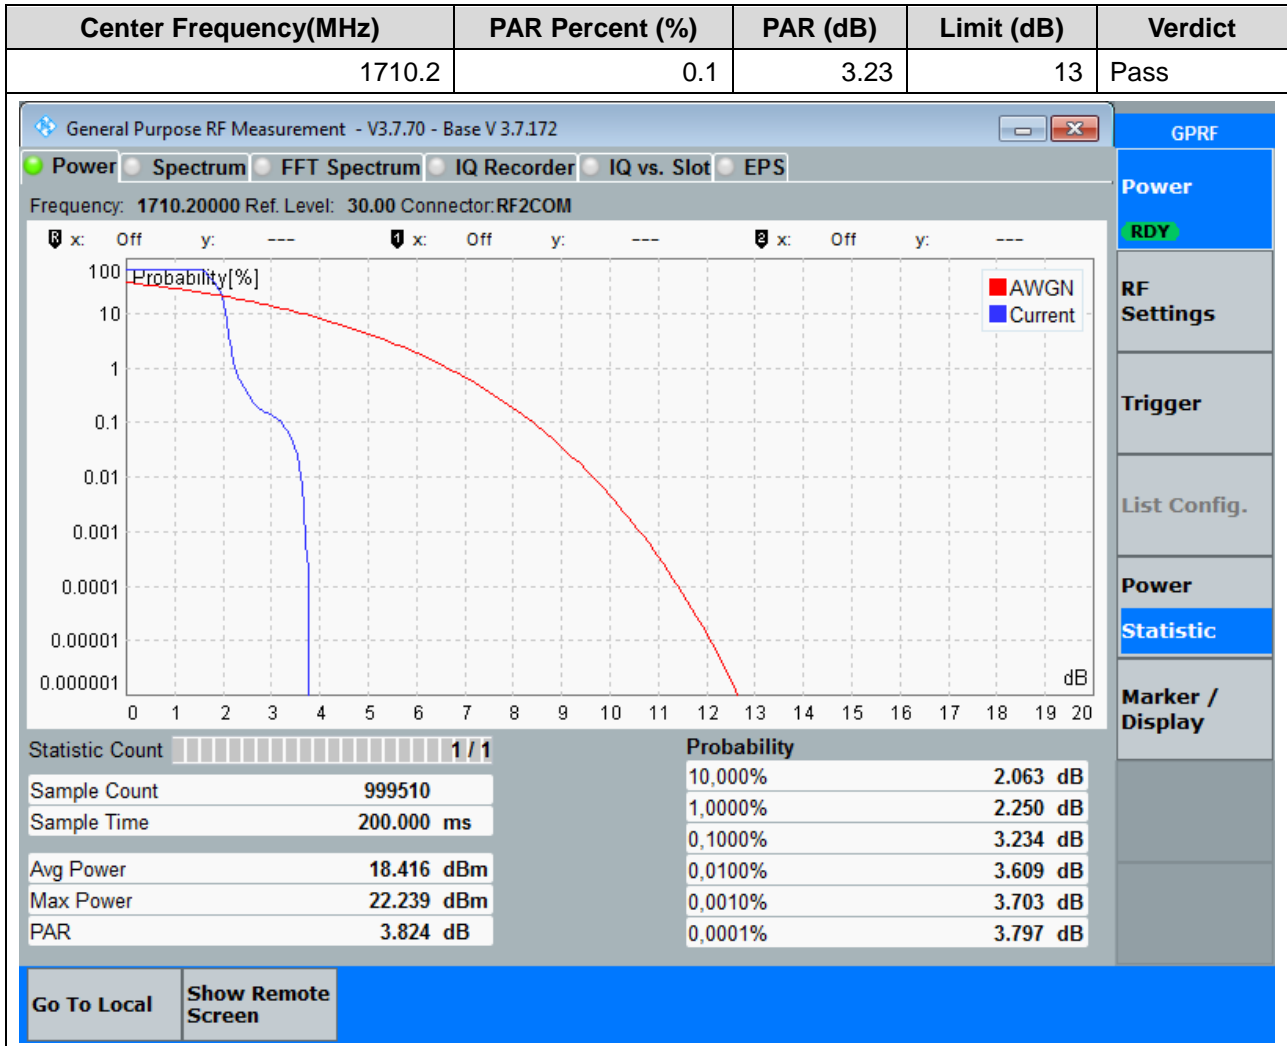 Center Frequency(MHz) PAR Percent (%) PAR (dB) Limit (dB) Verdict
1710.2 0.1 3.23 13 Pass
General Purpose RF Measurement - V3.7.70 - Base V 3.7.172
GPRF
Power Spectrum FFT Spectrum IQ Recorder IQ vs. Slot EPS
Power
RDY
Frequency: 1710.20000 Ref. Level: 30.00 Connector:RF2COM
R x: Off y: --- 1 x: Off y: --- 2 x: Off y: ---
Probability[%]
AWGN
Current
100
10
1
0.1
0.01
0.001
0.0001
0.00001
0.000001
dB
0 1 2 3 4 5 6 7 8 9 10 11 12 13 14 15 16 17 18 19 20
RF
Settings
Trigger
List Config.
Power
Statistic
Marker /
Display
Statistic Count 1 / 1
Sample Count 999510
Sample Time 200.000 ms
Avg Power 18.416 dBm
Max Power 22.239 dBm
PAR 3.824 dB
Probability
10,000% 2.063 dB
1,0000% 2.250 dB
0,1000% 3.234 dB
0,0100% 3.609 dB
0,0010% 3.703 dB
0,0001% 3.797 dB
Go To Local
Show Remote
Screen